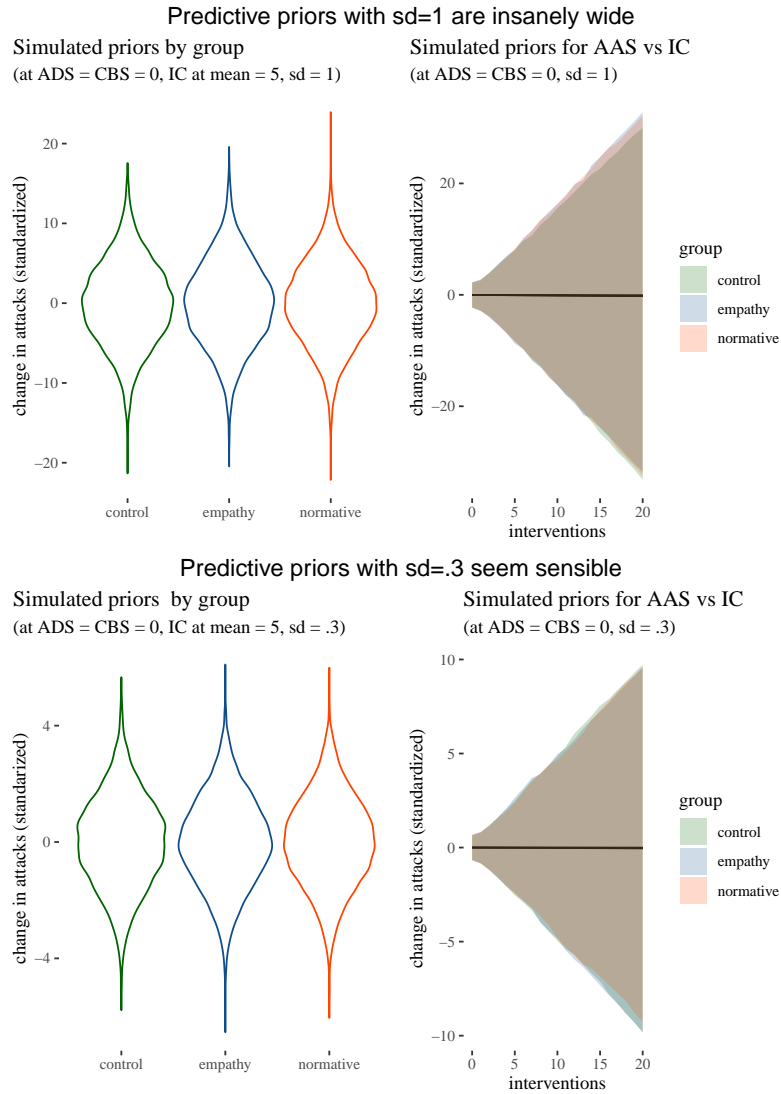 Predictive priors with sd=1 are insanely wide
Simulated priors by group
(at ADS = CBS = 0, IC at mean = 5, sd = 1)
change in attacks (standardized)
20
10
0
−10
−20
control
empathy
normative
Simulated priors for AAS vs IC
(at ADS = CBS = 0, sd = 1)
change in attacks (standardized)
20
0
−20
0
5
10
15
20
interventions
group
control
empathy
normative
Predictive priors with sd=.3 seem sensible
Simulated priors  by group
(at ADS = CBS = 0, IC at mean = 5, sd = .3)
change in attacks (standarized)
4
0
−4
control
empathy
normative
Simulated priors for AAS vs IC
(at ADS = CBS = 0, sd = .3)
change in attacks (standardized)
10
5
0
−5
−10
0
5
10
15
20
interventions
group
control
empathy
normative